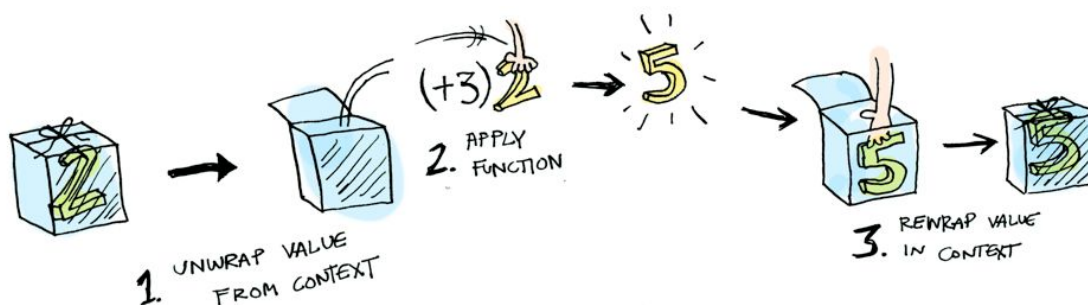 2
1. UNWRAP VALUE
FROM CONTEXT
(+3) 2
2. APPLY
FUNCTION
5
5
3. REWRAP VALUE
IN CONTEXT
5